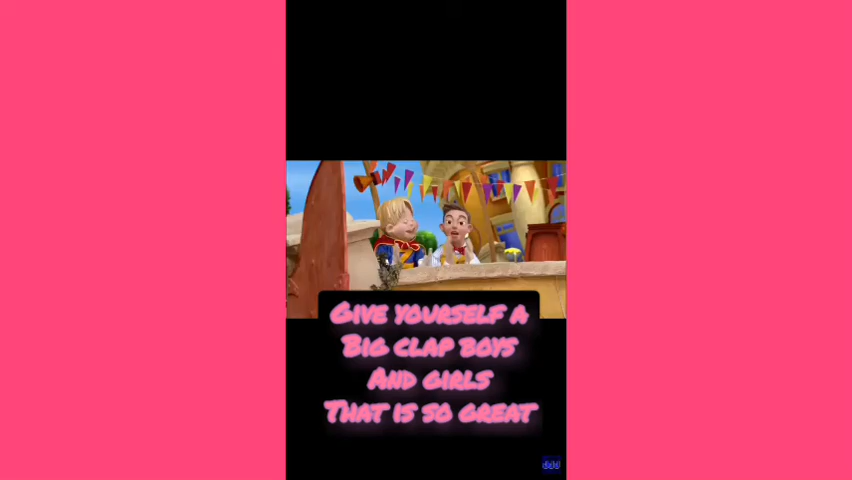 Give yourself a
Big clap boys
And girls
That is so great